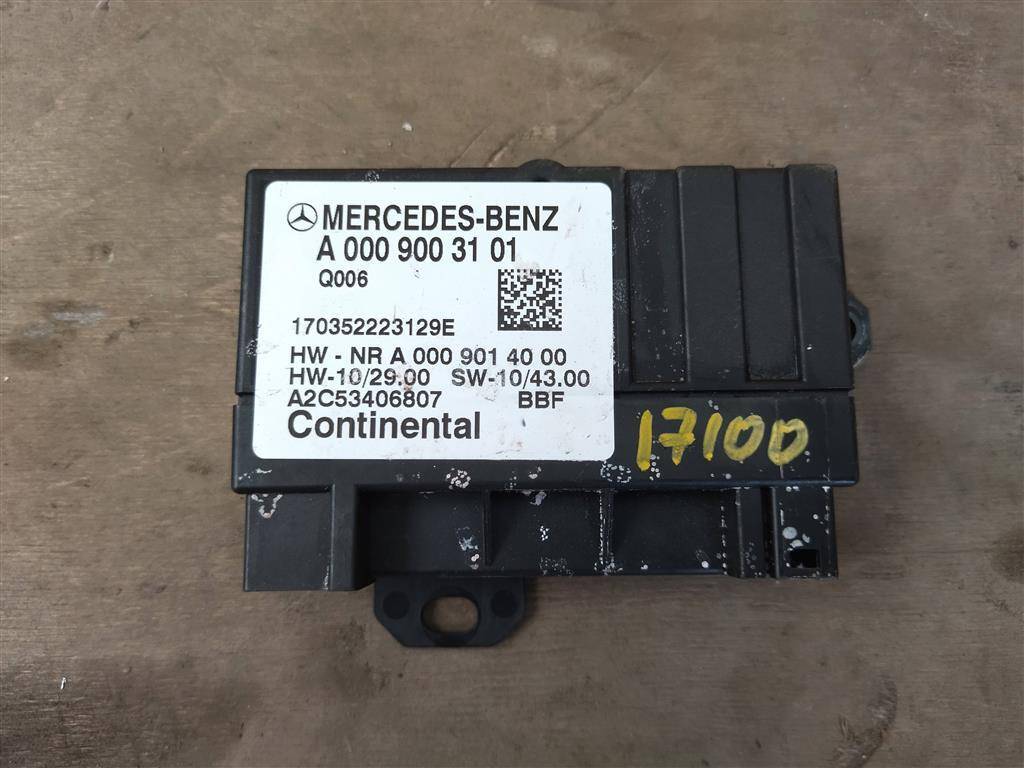 MERCEDES-BENZ
A 000 900 31 01
Q006
170352223129E
HW - NR A 000 901 40 00
HW-10/29.00 SW-10/43.00
A2C53406807 BBF
Continental
17100